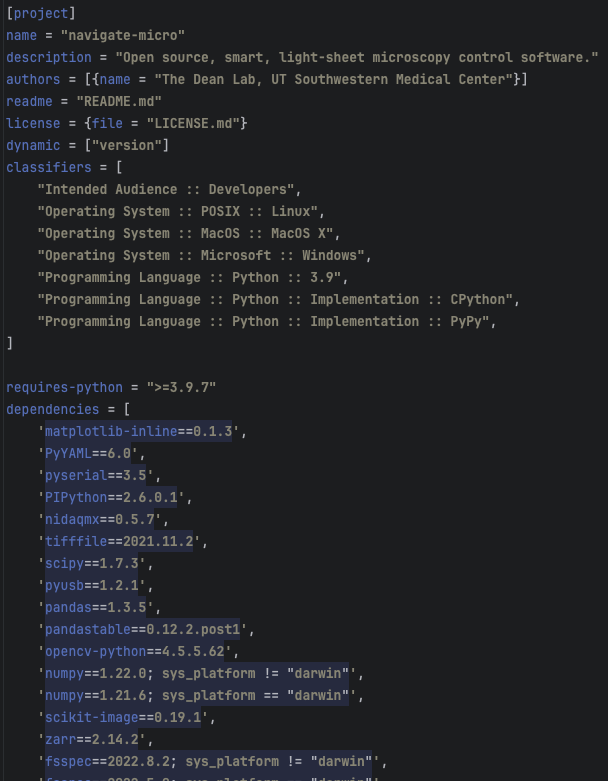 [project]
name = "navigate-micro"
description = "Open source, smart, light-sheet microscopy control software."
authors = [{name = "The Dean Lab, UT Southwestern Medical Center"}]
readme = "README.md"
license = {file = "LICENSE.md"}
dynamic = ["version"]
classifiers = [
    "Intended Audience :: Developers",
    "Operating System :: POSIX :: Linux",
    "Operating System :: MacOS :: MacOS X",
    "Operating System :: Microsoft :: Windows",
    "Programming Language :: Python :: 3.9",
    "Programming Language :: Python :: Implementation :: CPython",
    "Programming Language :: Python :: Implementation :: PyPy",
]

requires-python = ">=3.9.7"
dependencies = [
    'matplotlib-inline==0.1.3',
    'PyYAML==6.0',
    'pyserial==3.5',
    'PIPython==2.6.0.1',
    'nidaqmx==0.5.7',
    'tifffile==2021.11.2',
    'scipy==1.7.3',
    'pyusb==1.2.1',
    'pandas==1.3.5',
    'pandastable==0.12.2.post1',
    'opencv-python==4.5.5.62',
    'numpy==1.22.0; sys_platform != "darwin"',
    'numpy==1.21.6; sys_platform == "darwin"',
    'scikit-image==0.19.1',
    'zarr==2.14.2',
    'fsspec==2022.8.2; sys_platform != "darwin"',